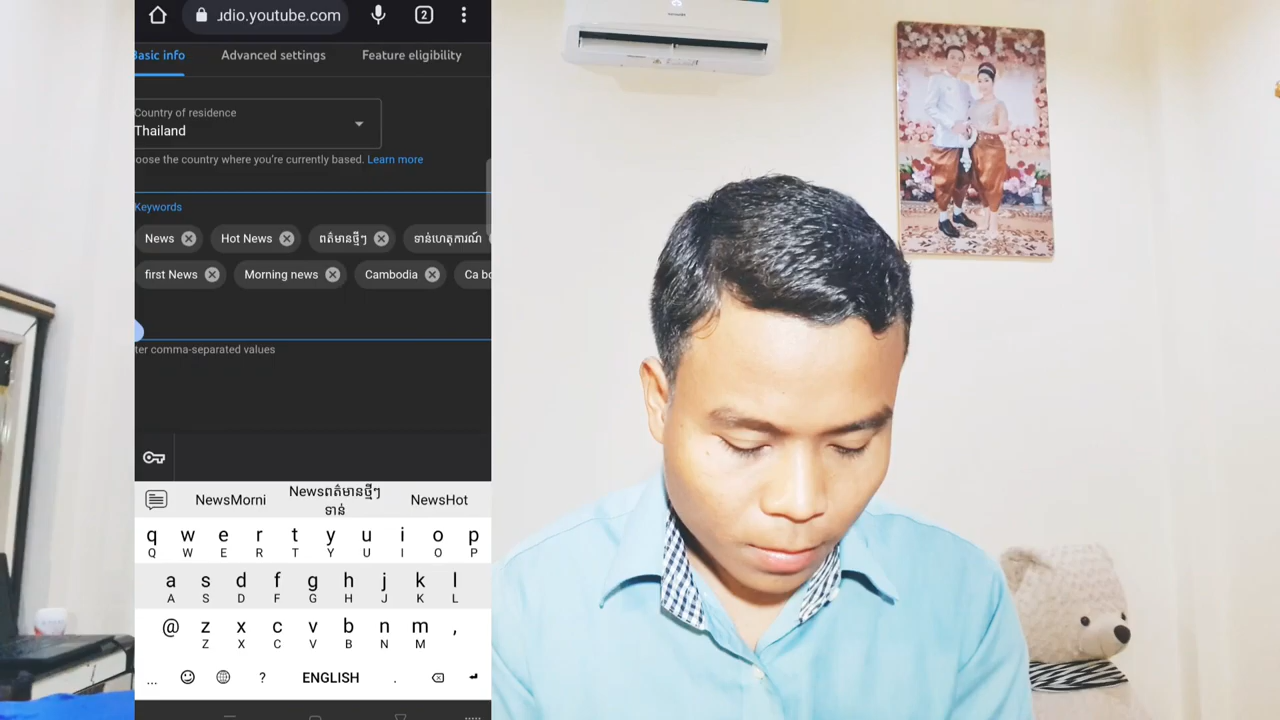 udio.youtube.com 2
Basic info Advanced settings Feature eligibility
Country of residence
Thailand
oose the country where you're currently based. Learn more
Keywords
News Hot News ពត៌មានថ្មីៗ ទាន់ហេតុការណ៍
first News Morning news Cambodia Ca bo
ter comma-separated values
NewsMorni Newsពត៌មានថ្មីៗ NewsHot
ទាន់
q w e r t y u i o p
Q W E R T Y U I O P
a s d f g h j k l
A S D F G H J K L
@ z x c v b n m ,
Z X C V B N M
... ? ENGLISH .